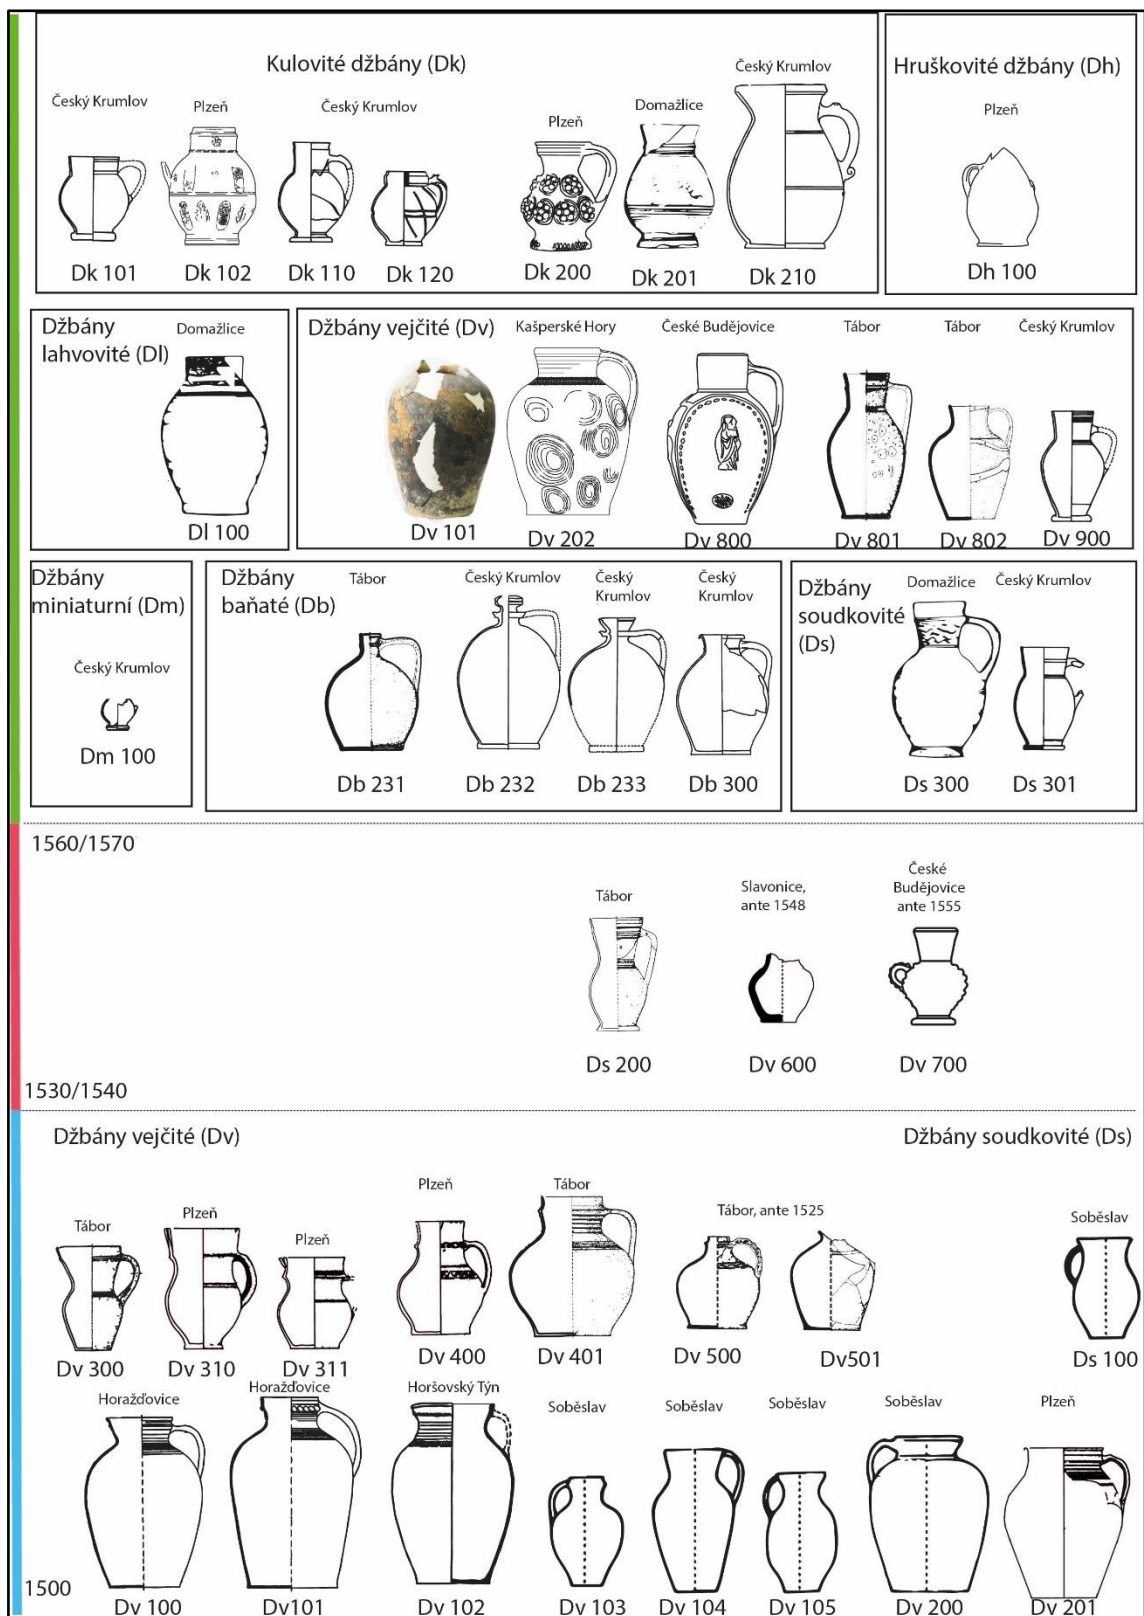 Kulovité džbány (Dk)
Český Krumlov
Plzeň
Český Krumlov
Plzeň
Domažlice
Český Krumlov
Dk 101
Dk 102
Dk 110
Dk 120
Dk 200
Dk 201
Dk 210
Hruškovité džbány (Dh)
Plzeň
Dh 100
Džbány
lahvovité (Dl)
Domažlice
Dl 100
Džbány vejčité (Dv)
Kašperské Hory
České Budějovice
Tábor
Tábor
Český Krumlov
Dv 101
Dv 202
Dv 800
Dv 801
Dv 802
Dv 900
Džbány
miniaturní (Dm)
Český Krumlov
Dm 100
Džbány
baňaté (Db)
Tábor
Český Krumlov
Český
Krumlov
Český
Krumlov
Db 231
Db 232
Db 233
Db 300
Džbány
soudkovité
(Ds)
Domažlice
Český Krumlov
Ds 300
Ds 301
1560/1570
Tábor
Slavonice,
ante 1548
České
Budějovice
ante 1555
Ds 200
Dv 600
Dv 700
1530/1540
Džbány vejčité (Dv)
Džbány soudkovité (Ds)
Tábor
Plzeň
Plzeň
Plzeň
Tábor
Tábor, ante 1525
Soběslav
Dv 300
Dv 310
Dv 311
Dv 400
Dv 401
Dv 500
Dv501
Ds 100
Horažďovice
Horažďovice
Horšovský Týn
Soběslav
Soběslav
Soběslav
Soběslav
Plzeň
1500
Dv 100
Dv101
Dv 102
Dv 103
Dv 104
Dv 105
Dv 200
Dv 201